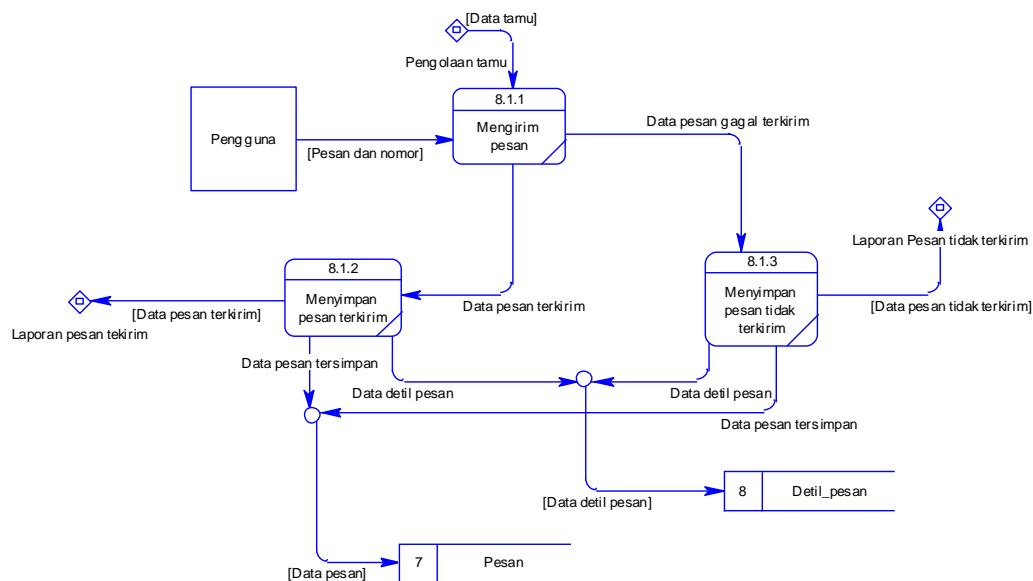 [Data tamu]
Pengolaan tamu
8.1.1
Mengirim
pesan
Pengguna
[Pesan dan nomor]
Data pesan gagal terkirim
Laporan Pesan tidak terkirim
8.1.2
Menyimpan
pesan terkirim
8.1.3
Menyimpan
pesan tidak
terkirim
Data pesan terkirim
[Data pesan terkirim]
[Data pesan tidak terkirim]
Laporan pesan tekirim
Data pesan tersimpan
Data detil pesan
Data detil pesan
Data pesan tersimpan
8
Detil_pesan
[Data detil pesan]
7
Pesan
[Data pesan]